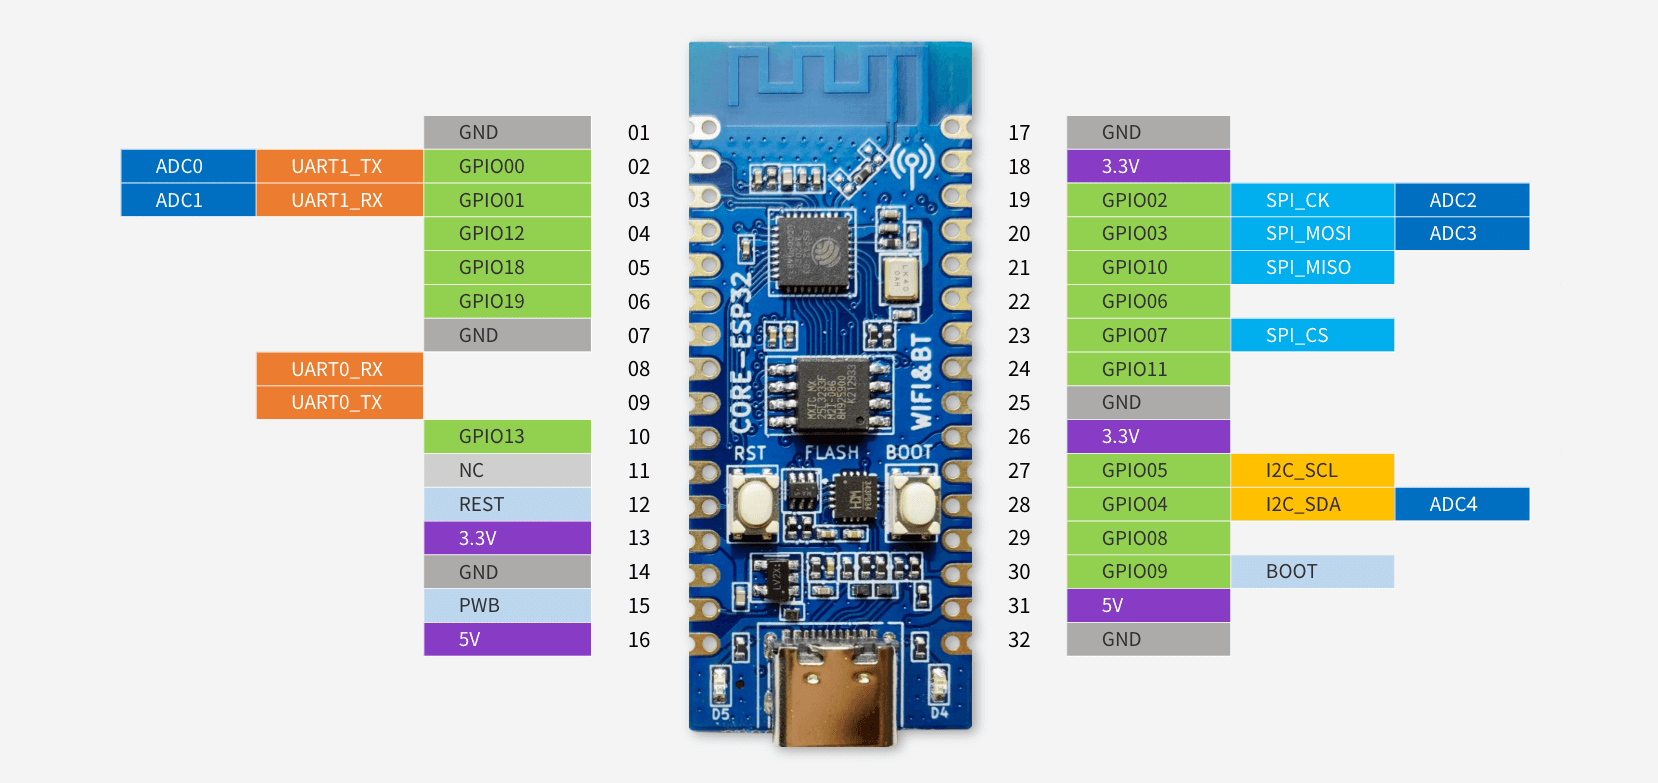 GND 01 17 GND
ADC0 UART1_TX GPIO00 02 18 3.3V
ADC1 UART1_RX GPIO01 03 19 GPIO02 SPI_CK ADC2
GPIO12 04 20 GPIO03 SPI_MOSI ADC3
GPIO18 05 21 GPIO10 SPI_MISO
GPIO19 06 22 GPIO06
GND 07 23 GPIO07 SPI_CS
UART0_RX 08 24 GPIO11
UART0_TX 09 25 GND
GPIO13 10 26 3.3V
NC 11 27 GPIO05 I2C_SCL
REST 12 28 GPIO04 I2C_SDA ADC4
3.3V 13 29 GPIO08
GND 14 30 GPIO09 BOOT
PWB 15 31 5V
5V 16 32 GND
CORE-ESP32
WIFI&BT
MXIC MX
RST FLASH BOOT
D5 D4